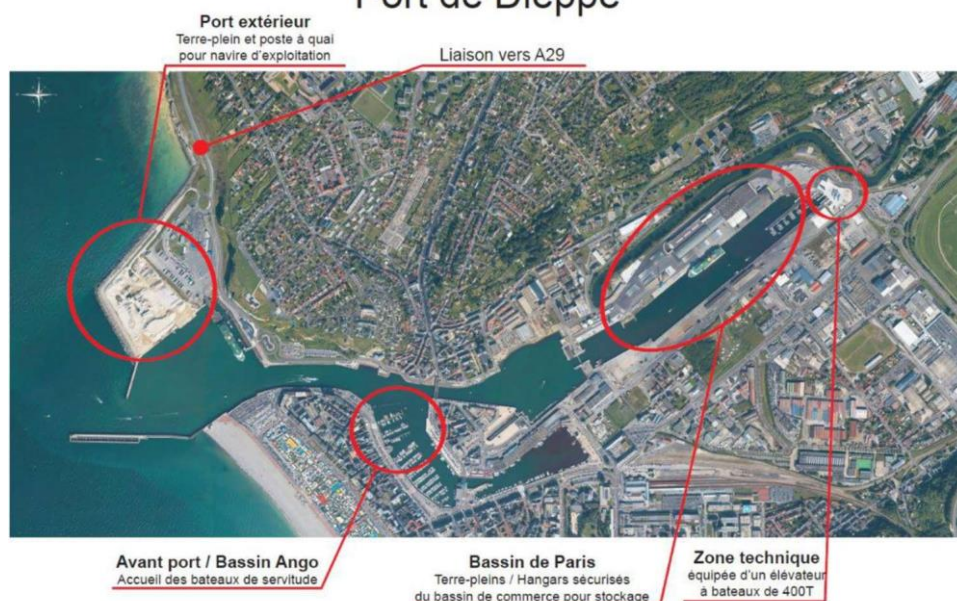 Port de Dieppe
Port extérieur
Terre-plein et poste à quai
pour navire d'exploitation
Liaison vers A29
Avant port / Bassin Ango
Accueil des bateaux de servitude
Bassin de Paris
Terre-pleins / Hangars sécurisés
du bassin de commerce pour stockage
Zone technique
équipée d'un élévateur
à bateaux de 400T